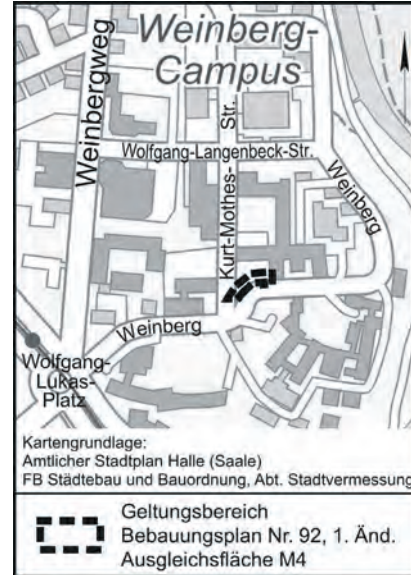 Weinberg-
Campus
Weinbergweg
Kurt-Mothes-Str.
Wolfgang-Langenbeck-Str.
Weinberg
Weinberg
Wolfgang-
Lukas-
Platz
Kartengrundlage:
Amtlicher Stadtplan Halle (Saale)
FB Städtebau und Bauordnung, Abt. Stadtvermessung
Geltungsbereich
Bebauungsplan Nr. 92, 1. Änd.
Ausgleichsfläche M4